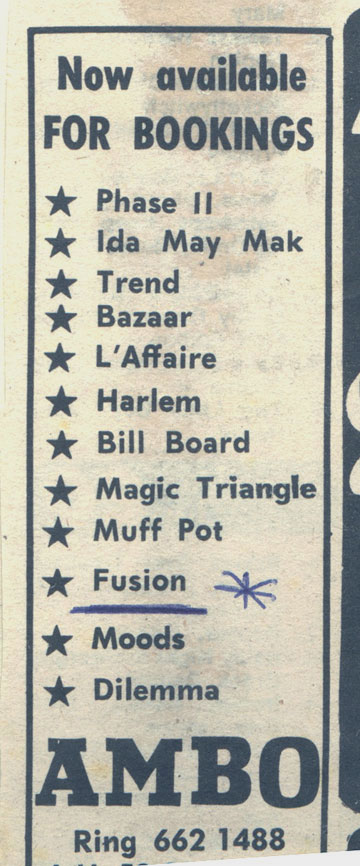 Now available
FOR BOOKINGS
★ Phase II
★ Ida May Mak
★ Trend
★ Bazaar
★ L'Affaire
★ Harlem
★ Bill Board
★ Magic Triangle
★ Muff Pot
★ Fusion *
★ Moods
★ Dilemma
AMBO
Ring 662 1488